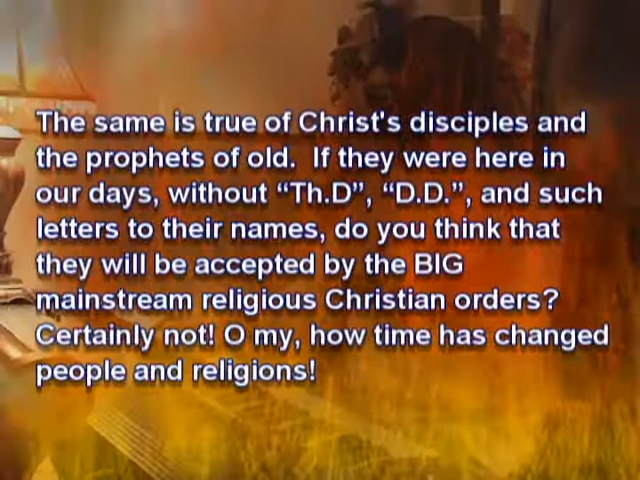 The same is true of Christ's disciples and
the prophets of old.  If they were here in
our days, without “Th.D”, “D.D.”, and such
letters to their names, do you think that
they will be accepted by the BIG
mainstream religious Christian orders?
Certainly not! O my, how time has changed
people and religions!